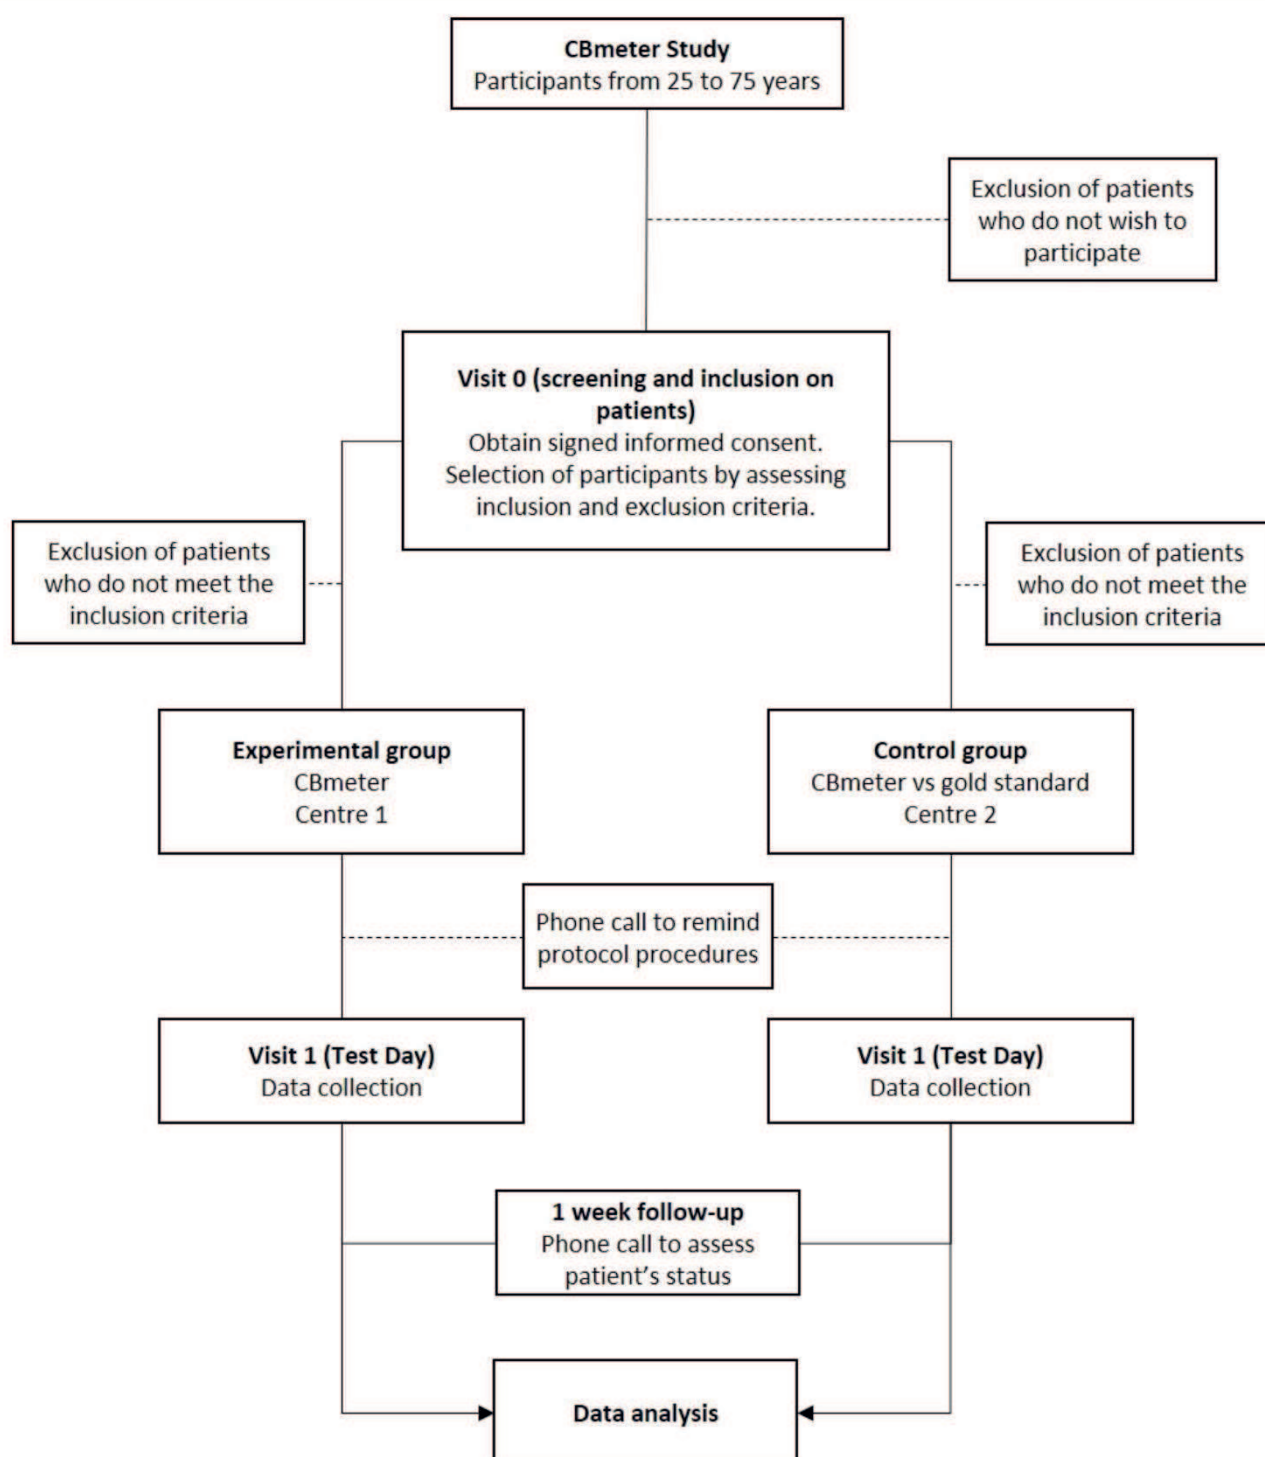 CBmeter Study
Participants from 25 to 75 years
Exclusion of patients
who do not wish to
participate
Visit 0 (screening and inclusion on
patients)
Obtain signed informed consent.
Selection of participants by assessing
inclusion and exclusion criteria.
Exclusion of patients
who do not meet the
inclusion criteria
Exclusion of patients
who do not meet the
inclusion criteria
Experimental group
CBmeter
Centre 1
Control group
CBmeter vs gold standard
Centre 2
Phone call to remind
protocol procedures
Visit 1 (Test Day)
Data collection
Visit 1 (Test Day)
Data collection
1 week follow-up
Phone call to assess
patient's status
Data analysis